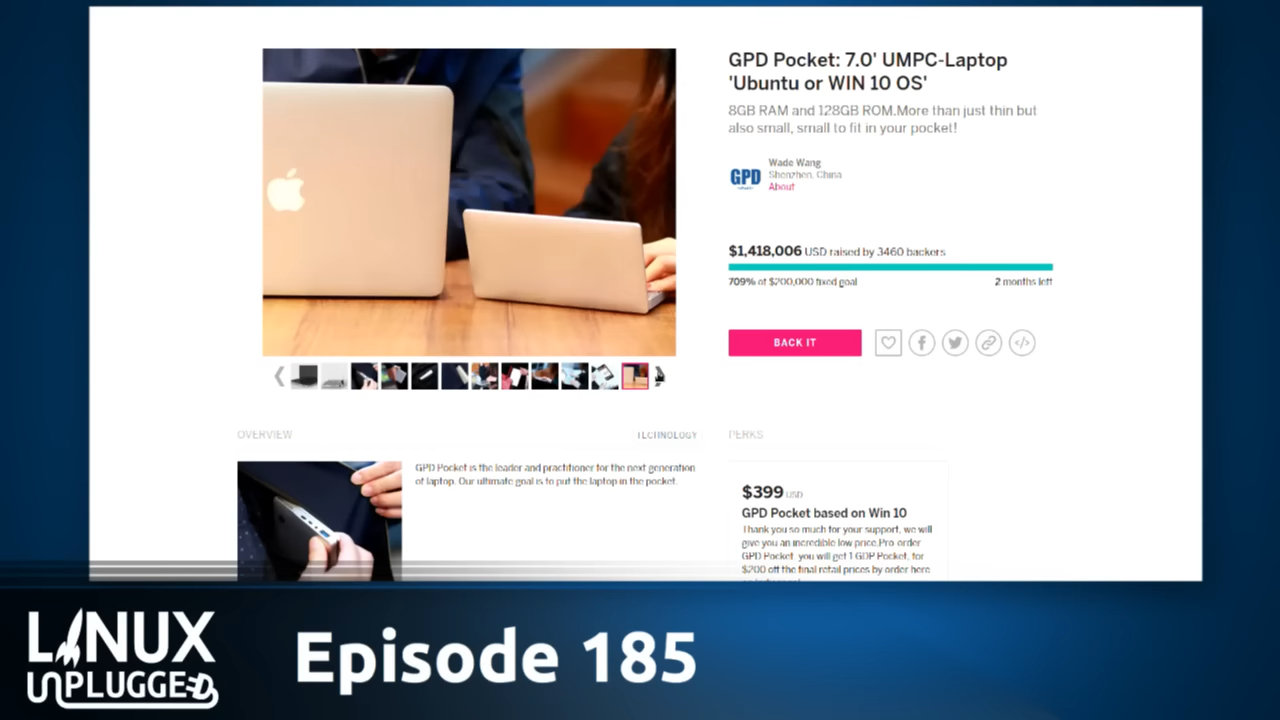 GPD Pocket: 7.0' UMPC-Laptop
'Ubuntu or WIN 10 OS'
8GB RAM and 128GB ROM.More than just thin but
also small, small to fit in your pocket!
GPD
Wade Wang
Shenzhen, China
About
$1,418,006 USD raised by 3460 backers
709% of $200,000 fixed goal
2 months left
BACK IT
OVERVIEW
TECHNOLOGY
PERKS
GPD Pocket is the leader and practitioner for the next generation
of laptop. Our ultimate goal is to put the laptop in the pocket.
$399 USD
GPD Pocket based on Win 10
Thank you so much for your support, we will
give you an incredible low price.Pre-order
GPD Pocket, you will get 1 GDP Pocket, for
$200 off the final retail prices by order here
LINUX
UNPLUGGED
Episode 185